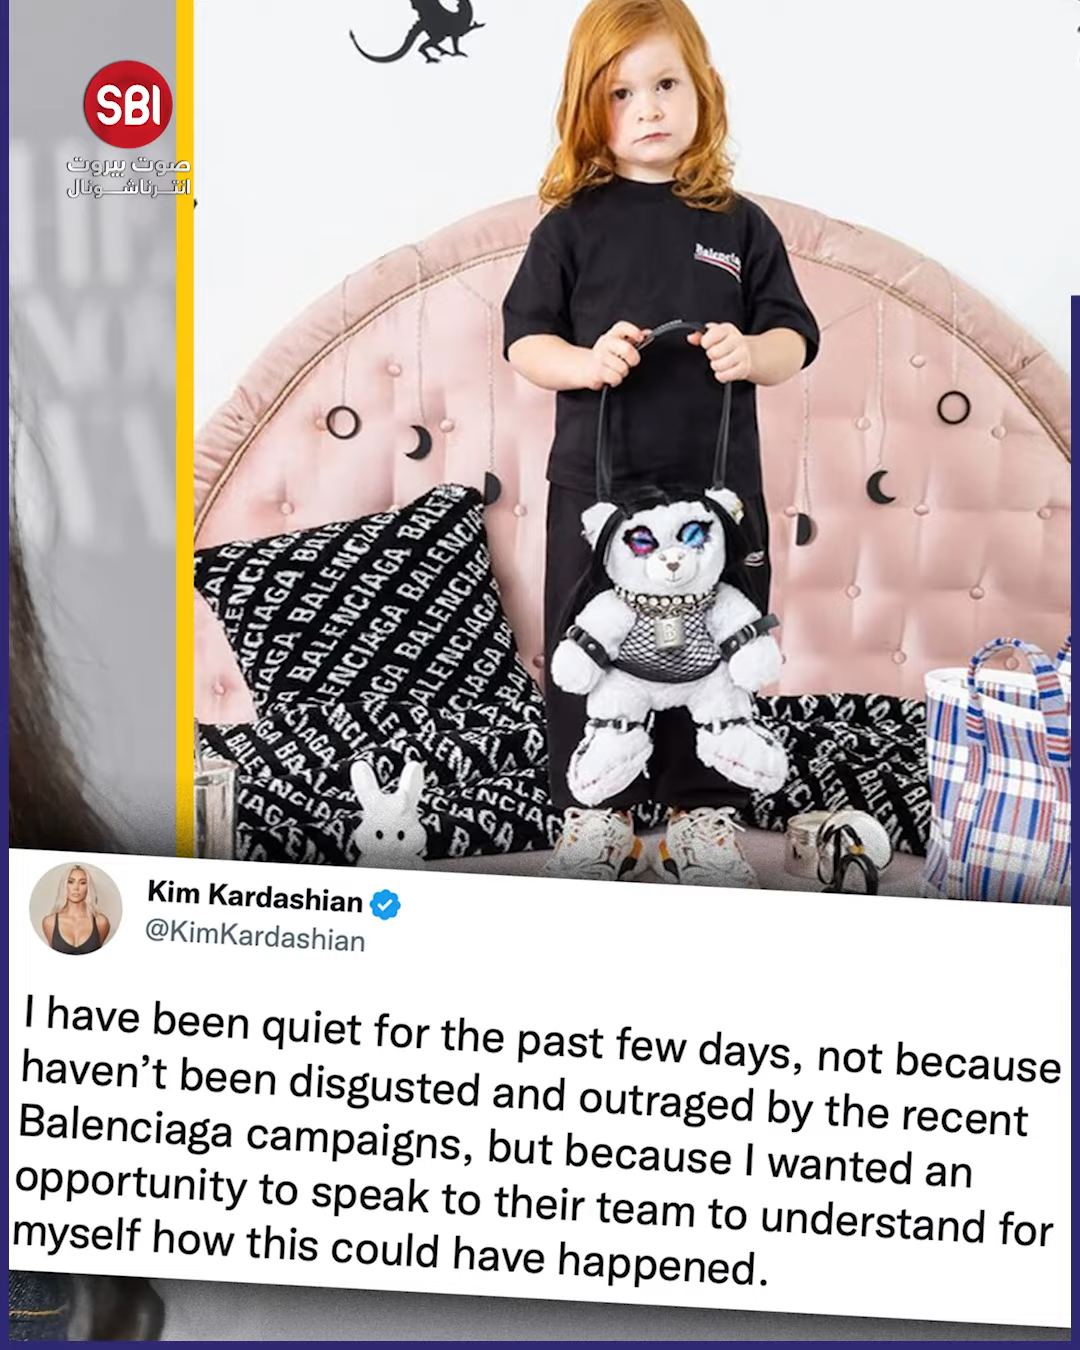 SBI
صوت بيروت
انترناشونال
Balencia
BALENCIAGA BALENCIAGA
Kim Kardashian
@KimKardashian
I have been quiet for the past few days, not because
haven’t been disgusted and outraged by the recent
Balenciaga campaigns, but because I wanted an
opportunity to speak to their team to understand for
myself how this could have happened.